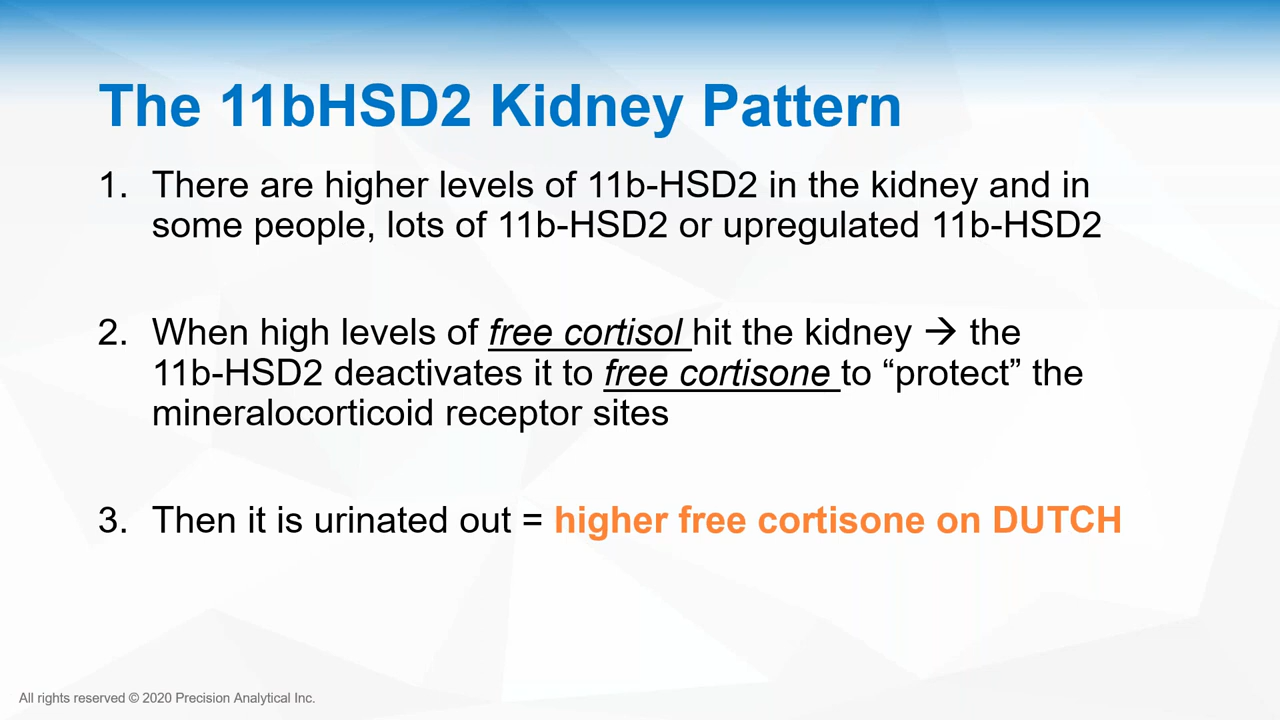 The 11bHSD2 Kidney Pattern
1. There are higher levels of 11b-HSD2 in the kidney and in
some people, lots of 11b-HSD2 or upregulated 11b-HSD2
2. When high levels of free cortisol hit the kidney → the
11b-HSD2 deactivates it to free cortisone to “protect” the
mineralocorticoid receptor sites
3. Then it is urinated out = higher free cortisone on DUTCH
All rights reserved © 2020 Precision Analytical Inc.